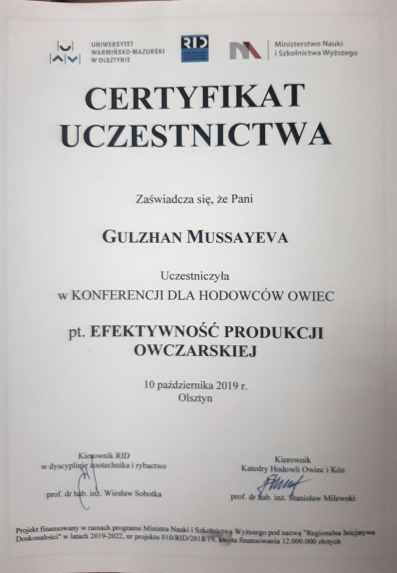 UNIWERSYTET
WARMIŃSKO-MAZURSKI
W OLSZTYNIE
RID
Ministerstwo Nauki
i Szkolnictwa Wyższego
CERTYFIKAT
UCZESTNICTWA
Zaświadcza się, że Pani
GULZHAN MUSSAYEVA
Uczestniczyła
w KONFERENCJI DLA HODOWCÓW OWIEC
pt. EFEKTYWNOŚĆ PRODUKCJI
OWCZARSKIEJ
10 października 2019 r.
Olsztyn
Kierownik RID
w dyscyplinie zootechnika i rybactwo
prof. dr hab. inż. Wiesław Sobotka
Kierownik
Katedry Hodowli Owiec i Kóz
prof. dr hab. inż. Stanisław Milewski
Projekt finansowany w ramach programu Ministra Nauki i Szkolnictwa Wyższego pod nazwą "Regionalna Inicjatywa
Doskonałości" w latach 2019-2022, nr projektu 010/RID/2018/19, kwota finansowania 12.000.000 złotych